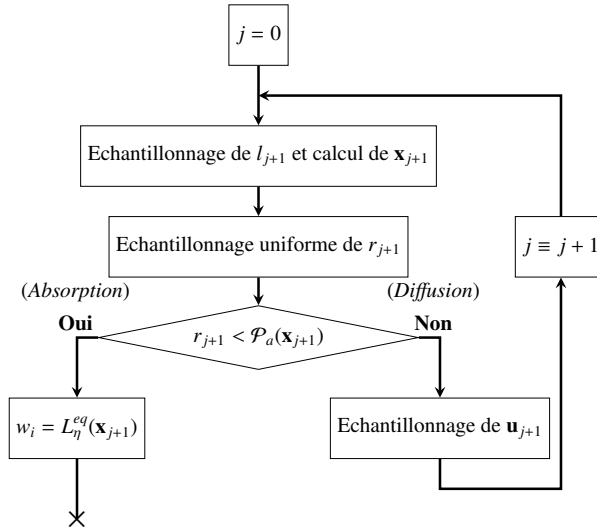 j = 0
Echantillonnage de l_{j+1} et calcul de x_{j+1}
Echantillonnage uniforme de r_{j+1}
j ≡ j + 1
(Absorption)
(Diffusion)
Oui
r_{j+1} < 𝒫_a(x_{j+1})
Non
w_i = L_η^{eq}(x_{j+1})
Echantillonnage de u_{j+1}